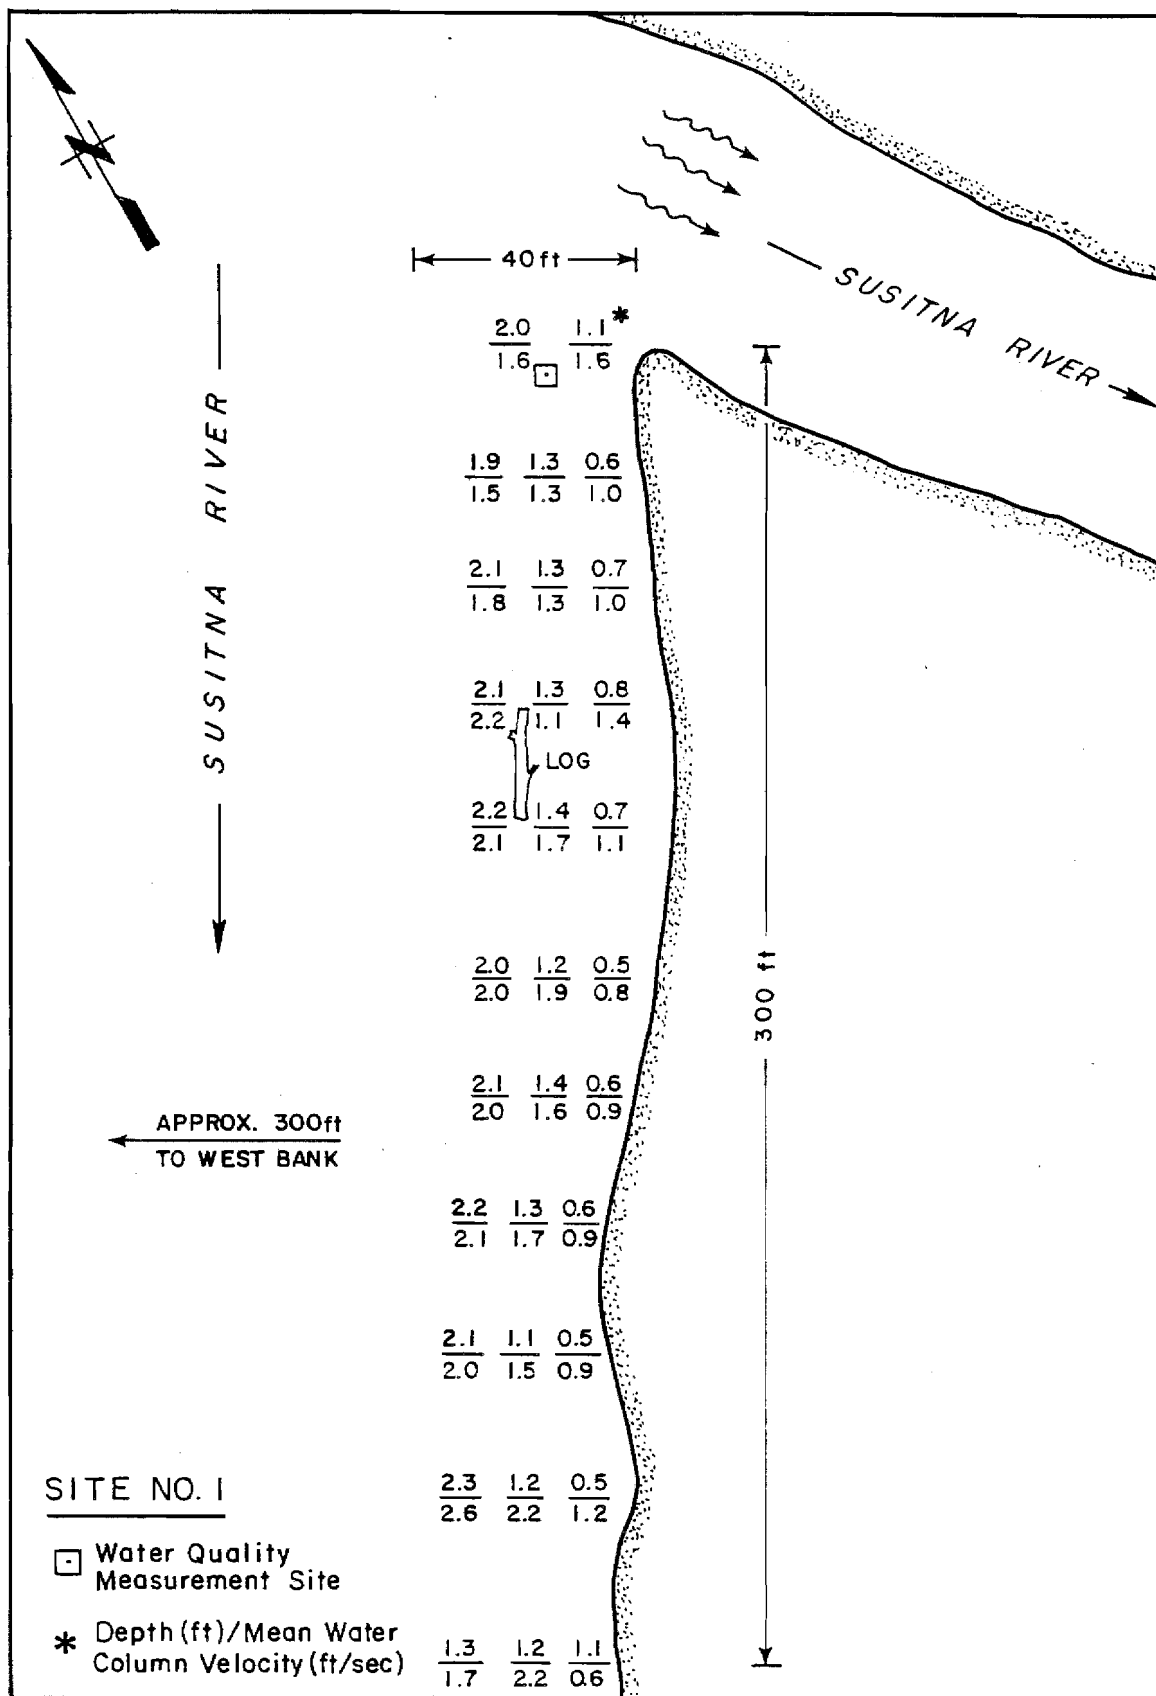 40 ft
2.0 1.1 *
1.6 1.6
SUSITNA RIVER
SUSITNA RIVER
1.9 1.3 0.6
1.5 1.3 1.0
2.1 1.3 0.7
1.8 1.3 1.0
2.1 1.3 0.8
2.2 1.1 1.4
LOG
2.2 1.4 0.7
2.1 1.7 1.1
2.0 1.2 0.5
2.0 1.9 0.8
300 ft
2.1 1.4 0.6
2.0 1.6 0.9
APPROX. 300ft
TO WEST BANK
2.2 1.3 0.6
2.1 1.7 0.9
2.1 1.1 0.5
2.0 1.5 0.9
2.3 1.2 0.5
2.6 2.2 1.2
SITE NO. 1
Water Quality
Measurement Site
* Depth (ft)/Mean Water
Column Velocity (ft/sec)
1.3 1.2 1.1
1.7 2.2 0.6